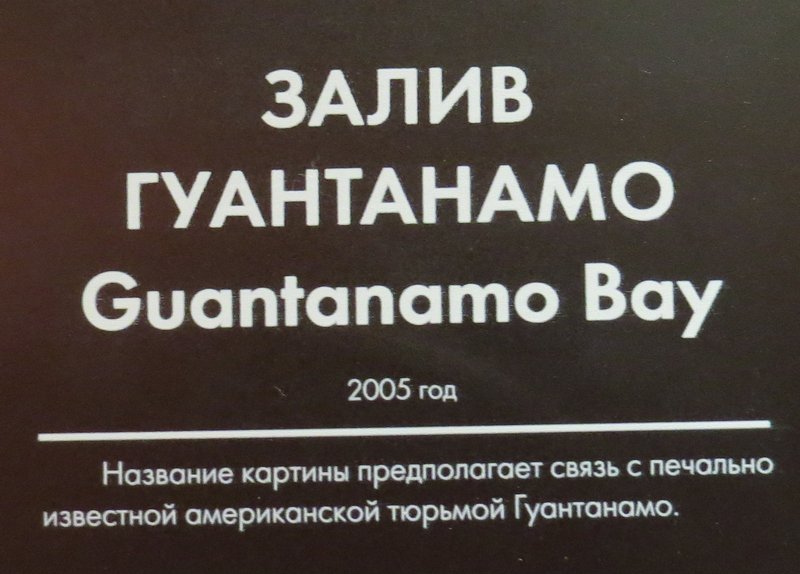 ЗАЛИВ
ГУАНТАНАМО
Guantanamo Bay
2005 год
Название картины предполагает связь с печально
известной американской тюрьмой Гуантанамо.